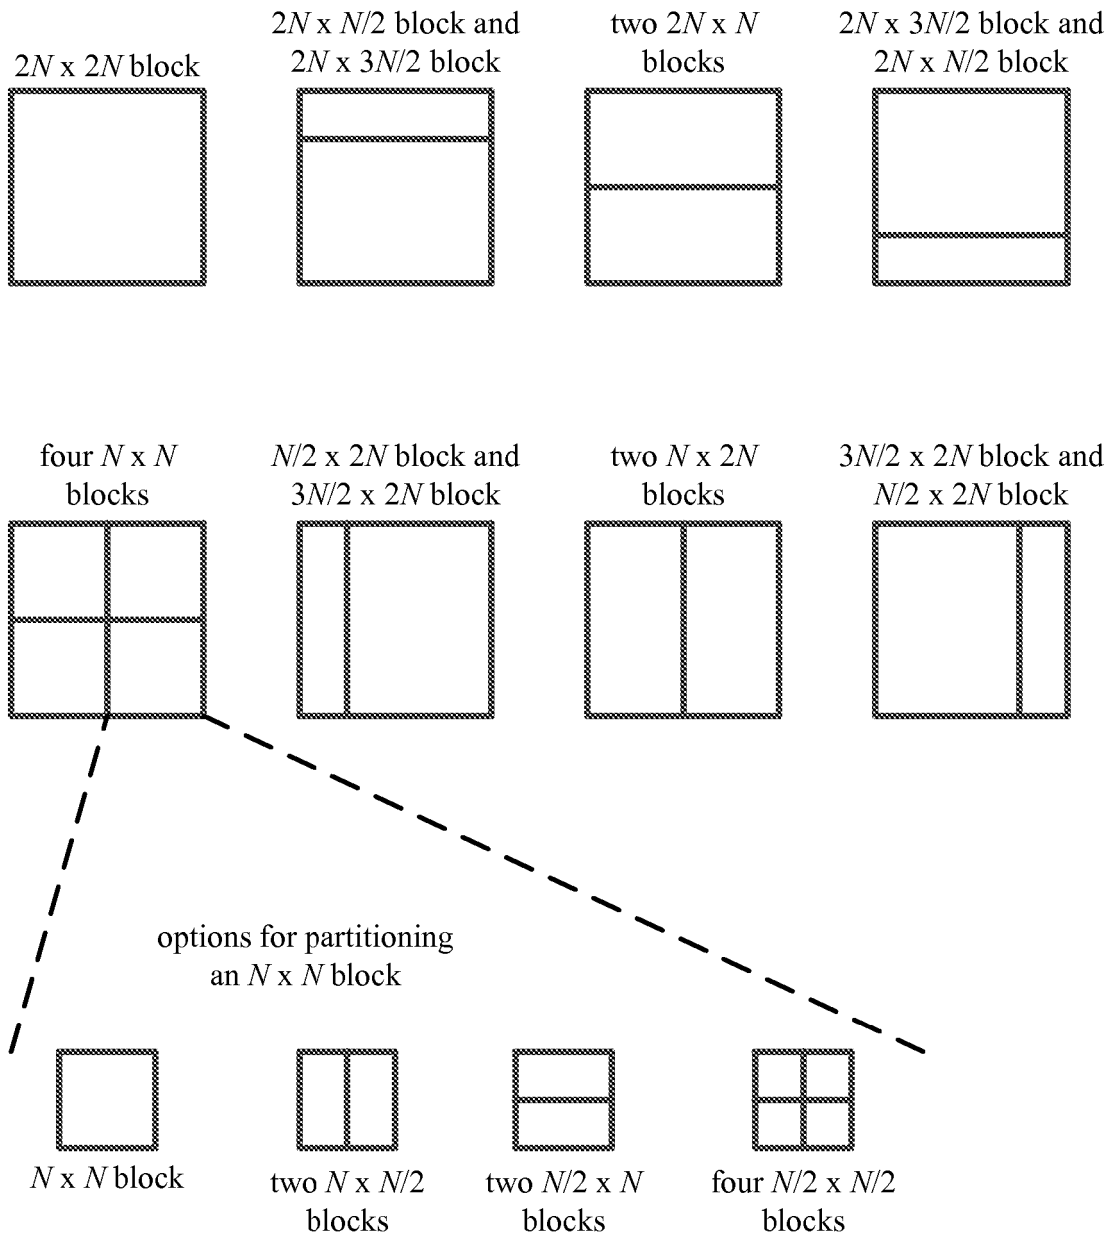 2N x 2N block
2N x N/2 block and
2N x 3N/2 block
two 2N x N
blocks
2N x 3N/2 block and
2N x N/2 block
four N x N
blocks
N/2 x 2N block and
3N/2 x 2N block
two N x 2N
blocks
3N/2 x 2N block and
N/2 x 2N block
options for partitioning
an N x N block
N x N block
two N x N/2
blocks
two N/2 x N
blocks
four N/2 x N/2
blocks